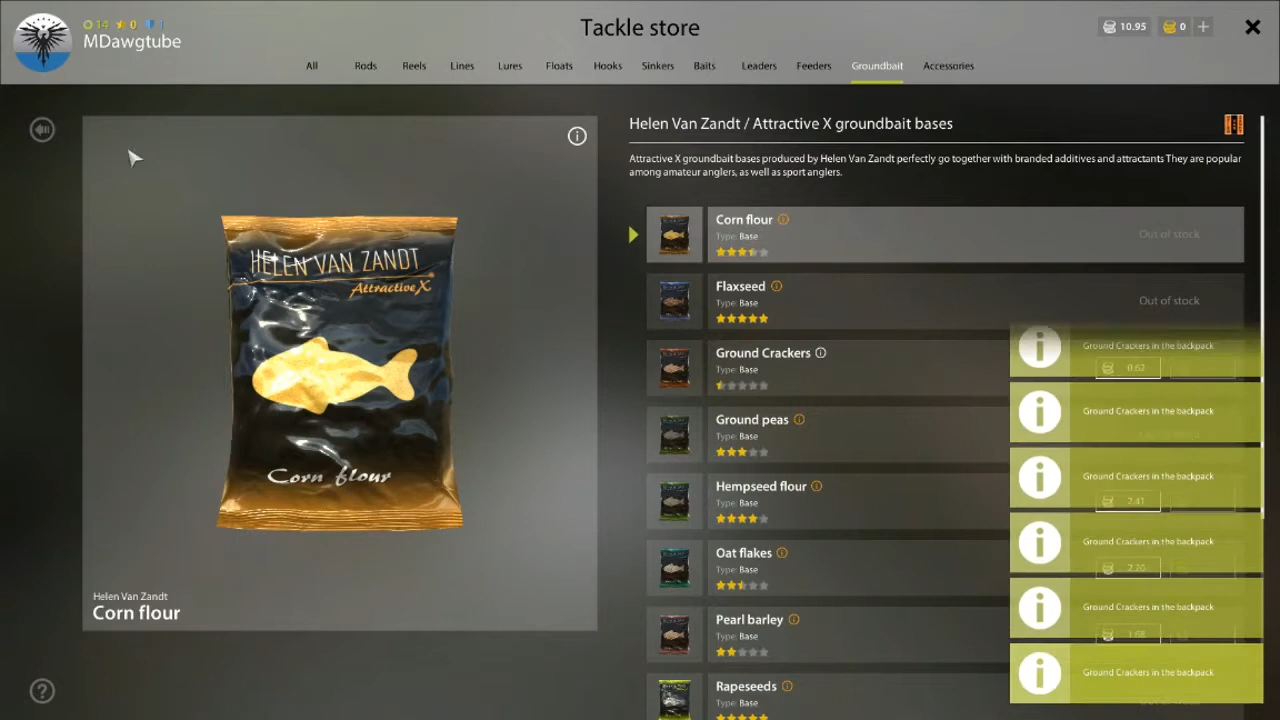 14 0 1
MDawgtube
Tackle store
10.95 0 +
All Rods Reels Lines Lures Floats Hooks Sinkers Baits Leaders Feeders Groundbait Accessories
HELEN VAN ZANDT
Attractive X
Corn flour
Helen Van Zandt
Corn flour
Helen Van Zandt / Attractive X groundbait bases
Attractive X groundbait bases produced by Helen Van Zandt perfectly go together with branded additives and attractants They are popular
among amateur anglers, as well as sport anglers.
Corn flour
Type: Base
Out of stock
Flaxseed
Type: Base
Out of stock
Ground Crackers
Type: Base
0.62
Ground peas
Type: Base
Hempseed flour
Type: Base
2.41
Oat flakes
Type: Base
2.20
Pearl barley
Type: Base
1.68
Rapeseeds
Type: Base
Ground Crackers in the backpack
Ground Crackers in the backpack
Ground Crackers in the backpack
Ground Crackers in the backpack
Ground Crackers in the backpack
Ground Crackers in the backpack